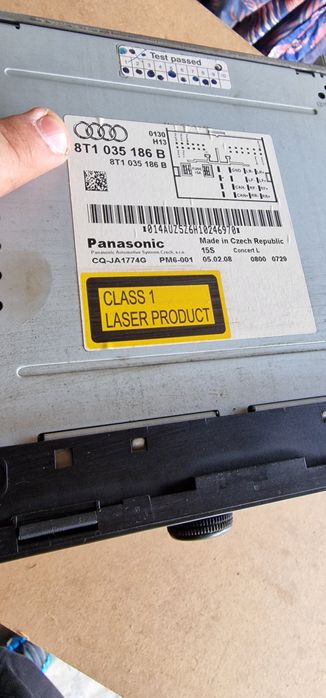 Test passed
0130
H13
8T1 035 186 B
8T1 035 186 B
*014AUZSZ6H10246970*
Panasonic
Made in Czech Republic
Panasonic Automotive Systems Czech, s.r.o.
15S Concert L
CQ-JA1774G PM6-001 05.02.08 0800 0729
CLASS 1
LASER PRODUCT